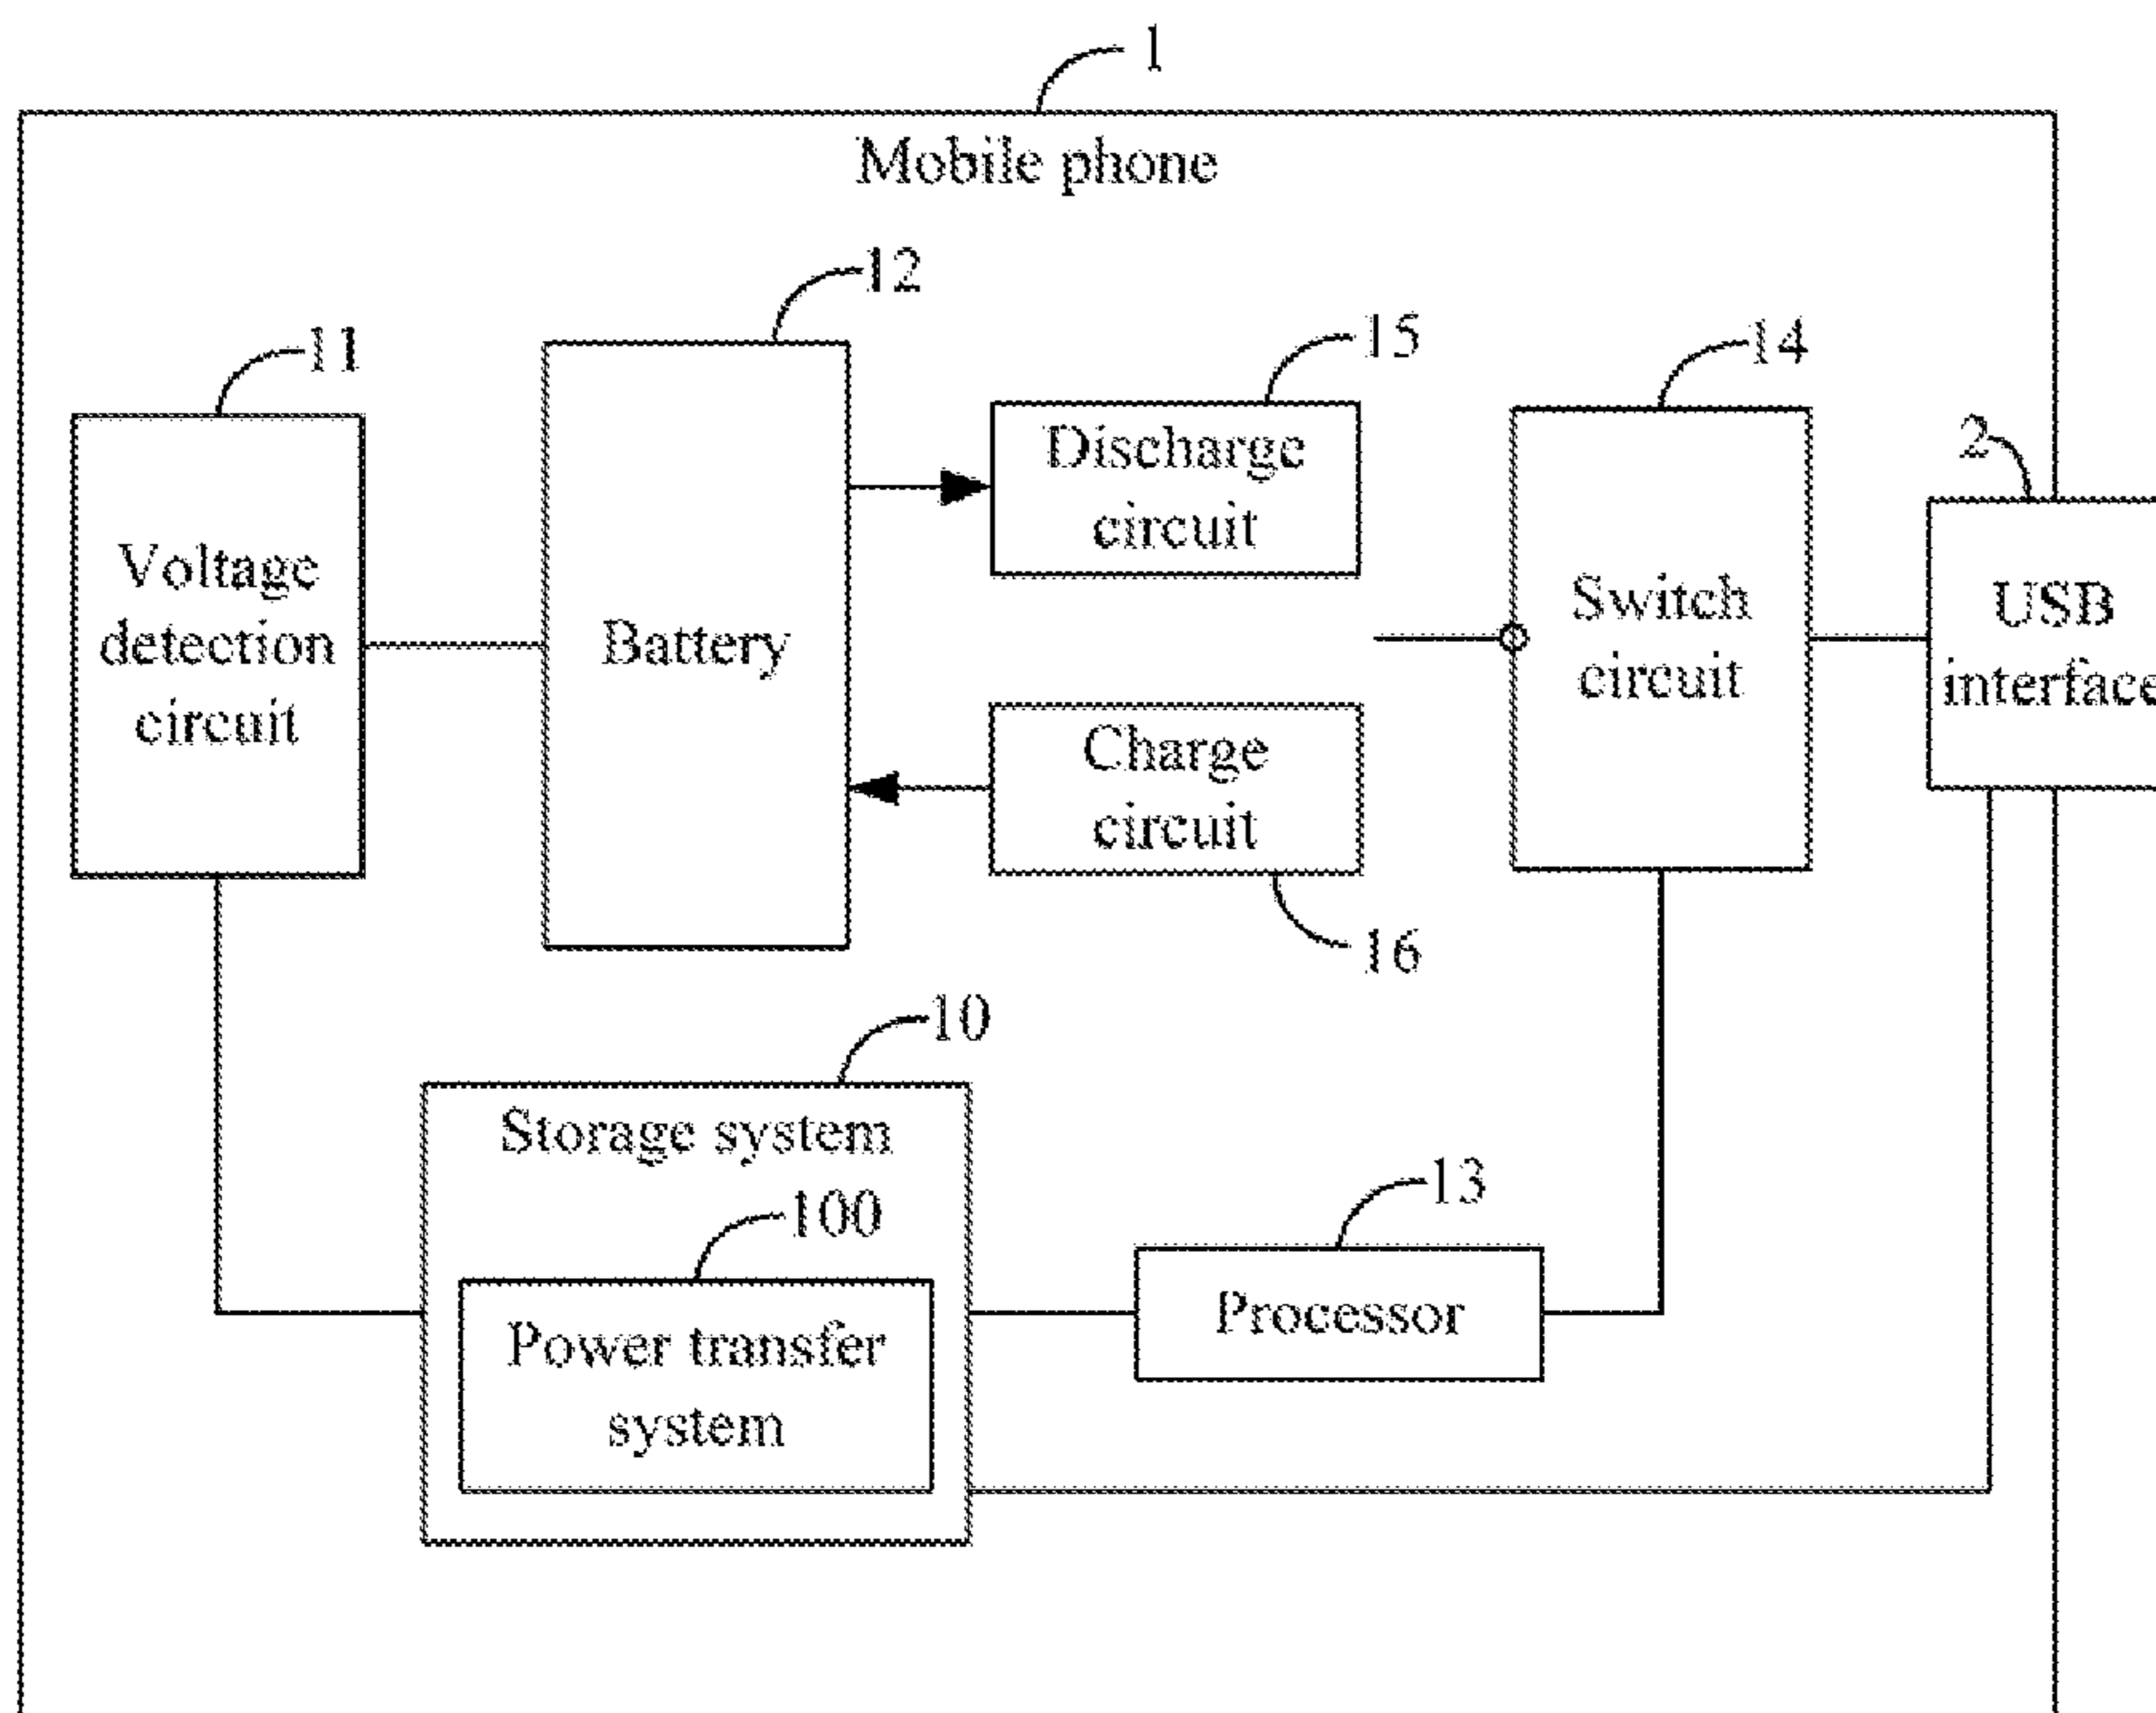 1
Mobile phone
12
11
15
14
2
Discharge
circuit
Voltage
detection
circuit
Battery
Switch
circuit
USB
interface
Charge
circuit
16
10
Storage system
100
13
Power transfer
system
Processor